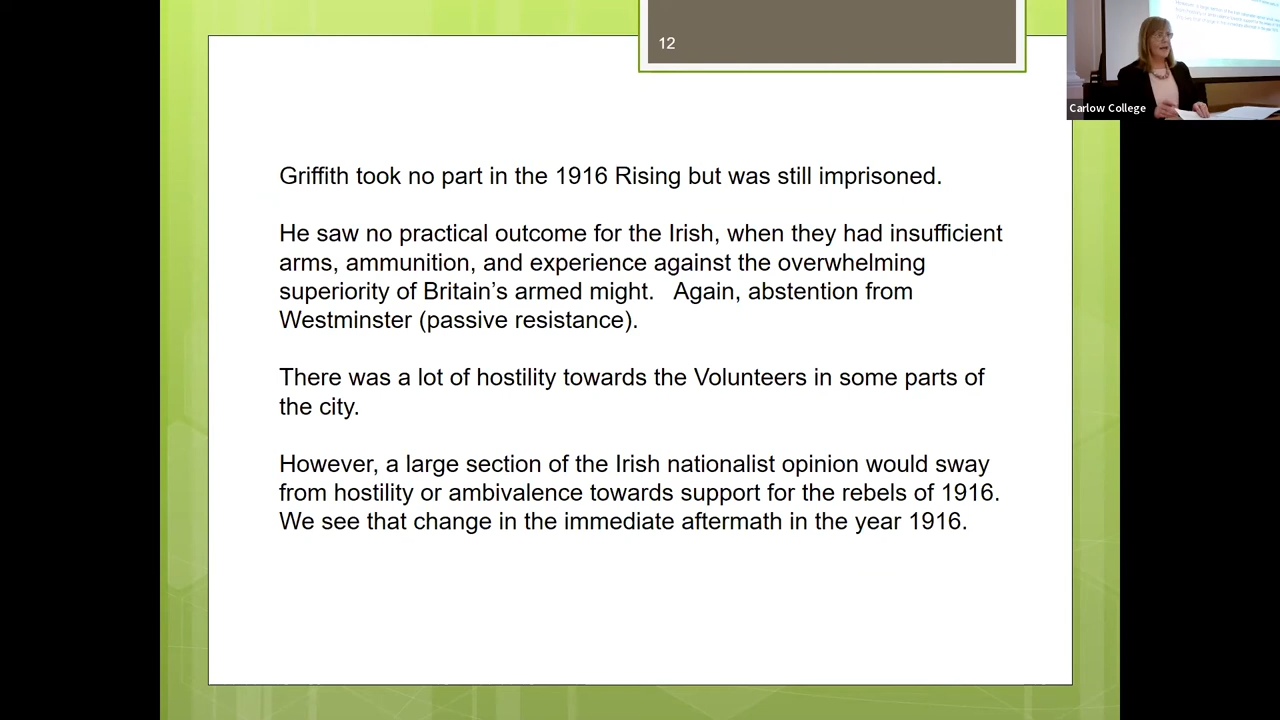 12
Carlow College
Griffith took no part in the 1916 Rising but was still imprisoned.
He saw no practical outcome for the Irish, when they had insufficient
arms, ammunition, and experience against the overwhelming
superiority of Britain’s armed might.   Again, abstention from
Westminster (passive resistance).
There was a lot of hostility towards the Volunteers in some parts of
the city.
However, a large section of the Irish nationalist opinion would sway
from hostility or ambivalence towards support for the rebels of 1916.
We see that change in the immediate aftermath in the year 1916.